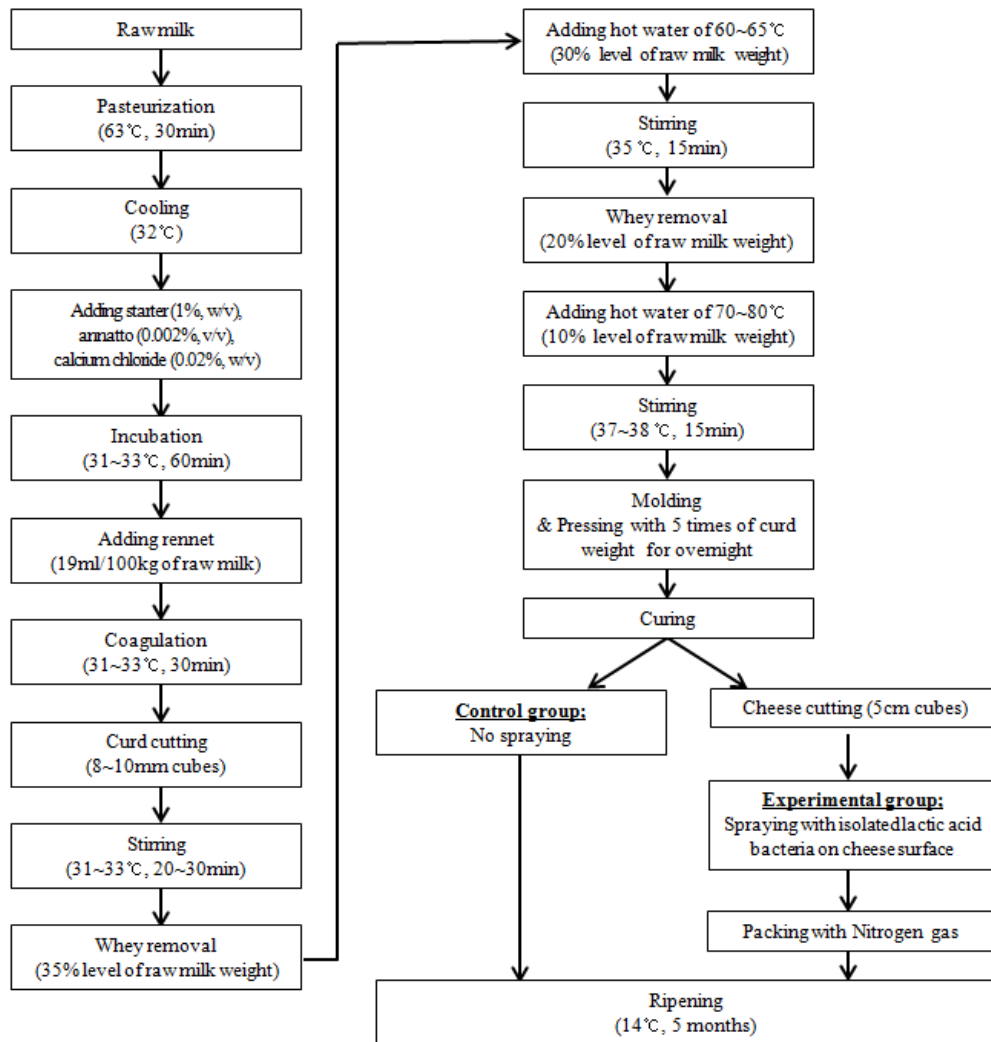 Raw milk
Pasteurization
(63℃, 30min)
Cooling
(32℃)
Adding starter (1%, w/v),
annatto (0.002%, v/v),
calcium chloride (0.02%, w/v)
Incubation
(31~33℃, 60min)
Adding rennet
(19ml/100kg of raw milk)
Coagulation
(31~33℃, 30min)
Curd cutting
(8~10mm cubes)
Stirring
(31~33℃, 20~30min)
Whey removal
(35% level of raw milk weight)
Adding hot water of 60~65℃
(30% level of raw milk weight)
Stirring
(35 ℃, 15min)
Whey removal
(20% level of raw milk weight)
Adding hot water of 70~80℃
(10% level of raw milk weight)
Stirring
(37~38 ℃, 15min)
Molding
& Pressing with 5 times of curd
weight for overnight
Curing
Control group:
No spraying
Cheese cutting (5cm cubes)
Experimental group:
Spraying with isolated lactic acid
bacteria on cheese surface
Packing with Nitrogen gas
Ripening
(14℃, 5 months)